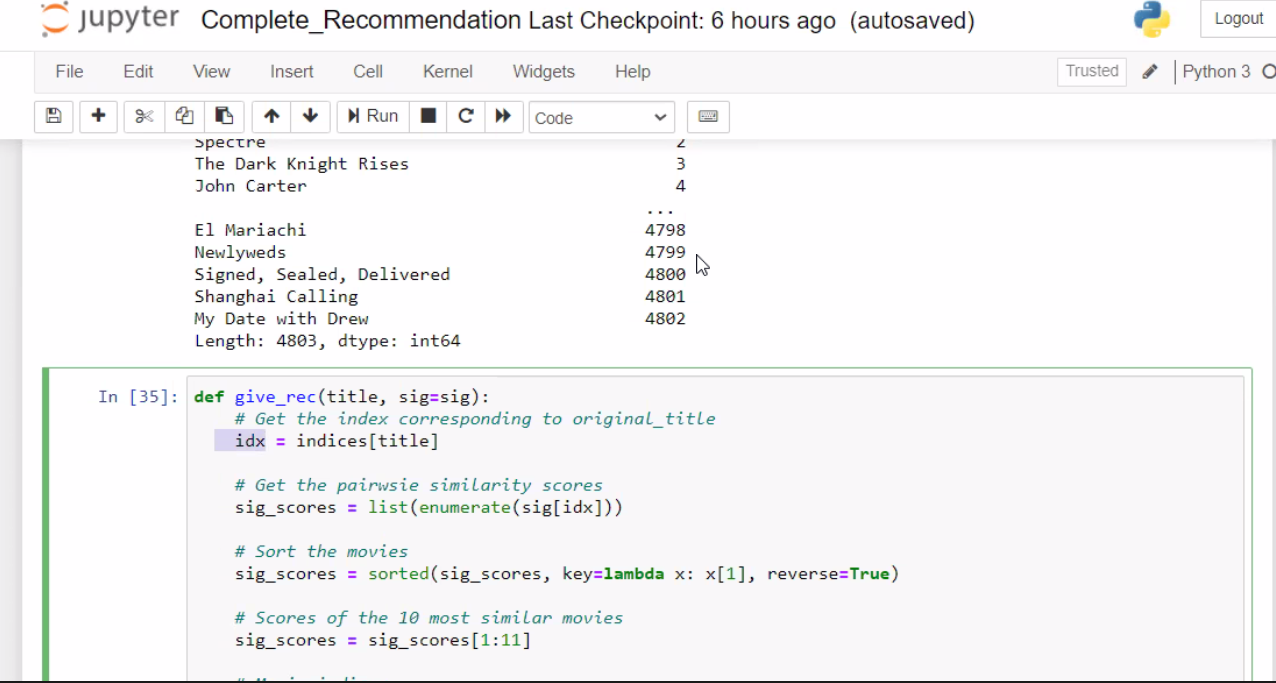 jupyter Complete_Recommendation Last Checkpoint: 6 hours ago (autosaved)
Logout
File Edit View Insert Cell Kernel Widgets Help
Trusted
Python 3
Run
Code
Spectre 2
The Dark Knight Rises 3
John Carter 4
...
El Mariachi 4798
Newlyweds 4799
Signed, Sealed, Delivered 4800
Shanghai Calling 4801
My Date with Drew 4802
Length: 4803, dtype: int64
In [35]: def give_rec(title, sig=sig):
# Get the index corresponding to original_title
idx = indices[title]
# Get the pairwsie similarity scores
sig_scores = list(enumerate(sig[idx]))
# Sort the movies
sig_scores = sorted(sig_scores, key=lambda x: x[1], reverse=True)
# Scores of the 10 most similar movies
sig_scores = sig_scores[1:11]